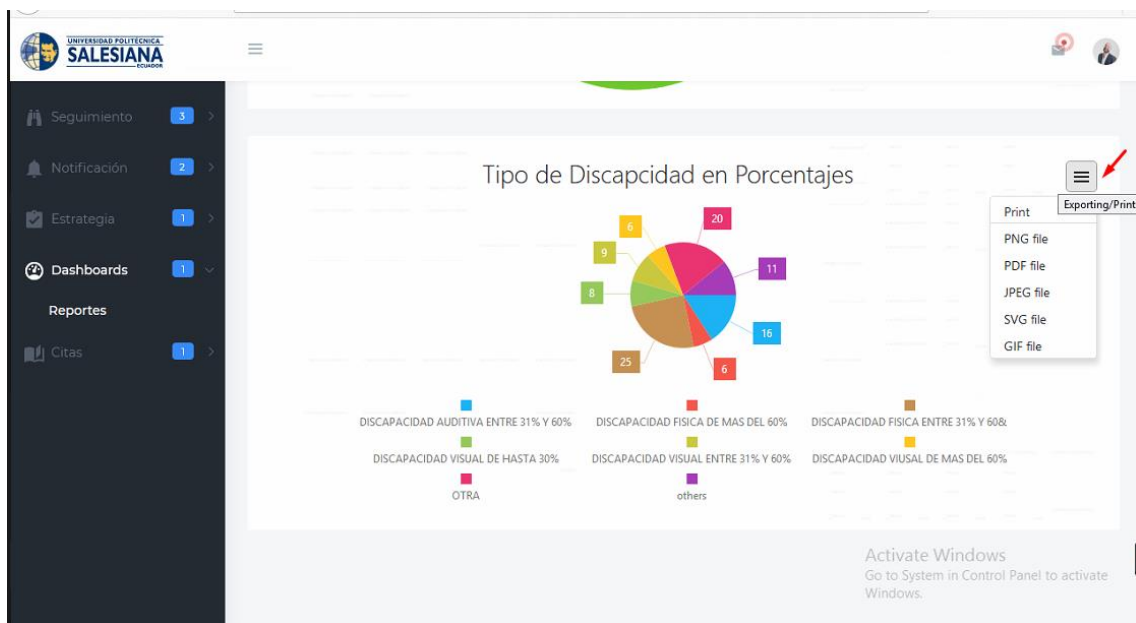 UNIVERSIDAD POLITÉCNICA
SALESIANA
ECUADOR
Seguimiento 3
Notificación 2
Estrategia 1
Dashboards 1
Reportes
Citas 1
Tipo de Discapcidad en Porcentajes
Exporting/Print
Print
PNG file
PDF file
JPEG file
SVG file
GIF file
6
20
9
11
8
16
25
6
DISCAPACIDAD AUDITIVA ENTRE 31% Y 60%
DISCAPACIDAD FISICA DE MAS DEL 60%
DISCAPACIDAD FISICA ENTRE 31% Y 60&
DISCAPACIDAD VISUAL DE HASTA 30%
DISCAPACIDAD VISUAL ENTRE 31% Y 60%
DISCAPACIDAD VIUSAL DE MAS DEL 60%
OTRA
others
Activate Windows
Go to System in Control Panel to activate
Windows.